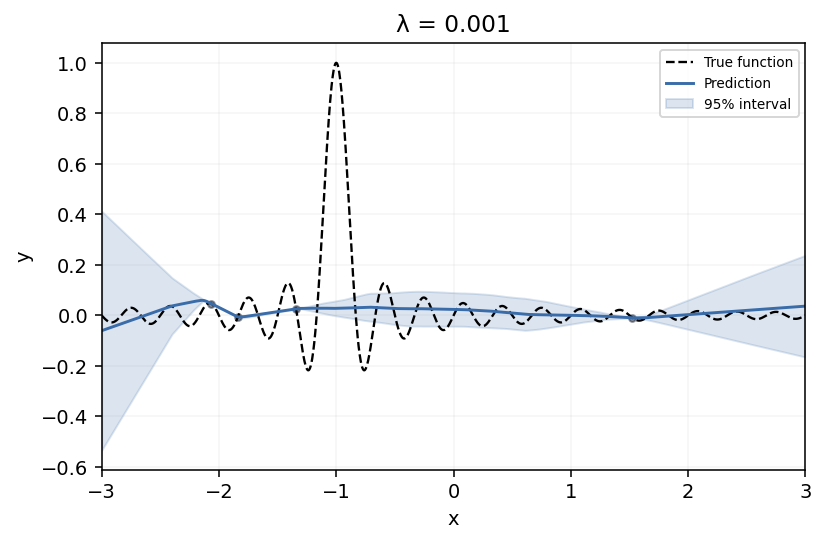 λ = 0.001
True function
Prediction
95% interval
y
1.0
0.8
0.6
0.4
0.2
0.0
−0.2
−0.4
−0.6
−3 −2 −1 0 1 2 3
x